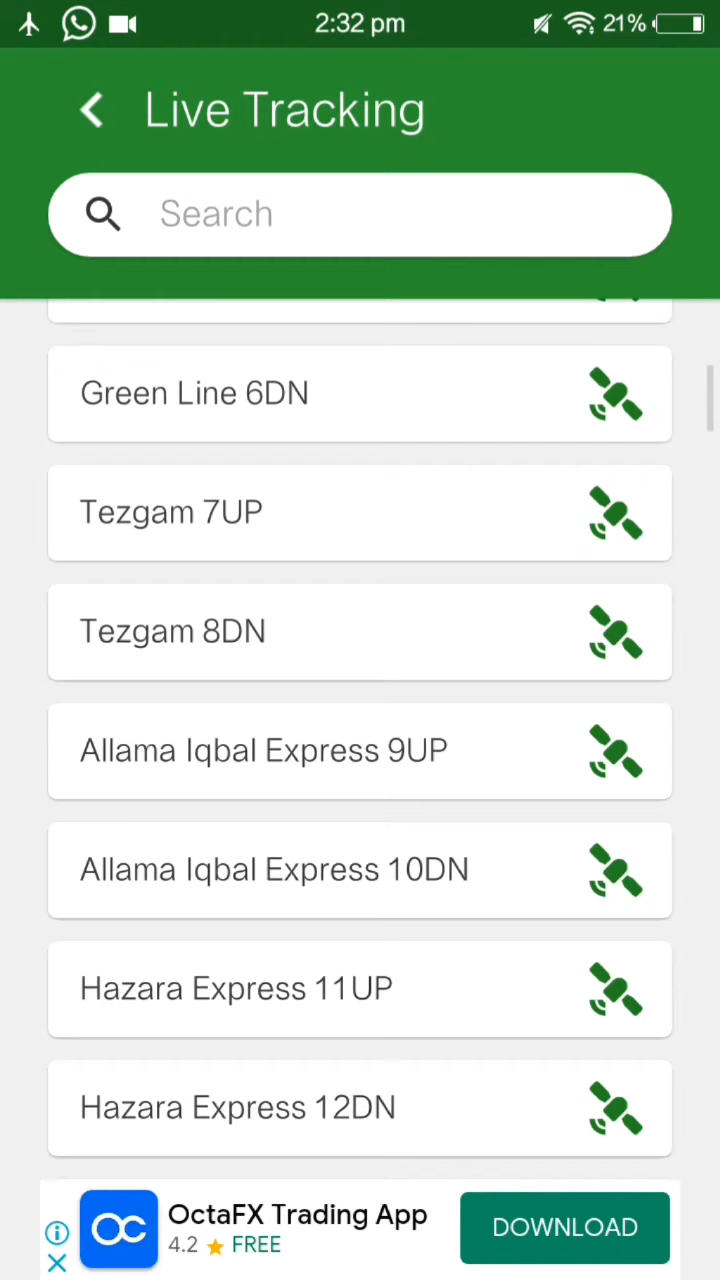 2:32 pm
21%
Live Tracking
Search
Green Line 6DN
Tezgam 7UP
Tezgam 8DN
Allama Iqbal Express 9UP
Allama Iqbal Express 10DN
Hazara Express 11UP
Hazara Express 12DN
OctaFX Trading App
4.2 FREE
DOWNLOAD